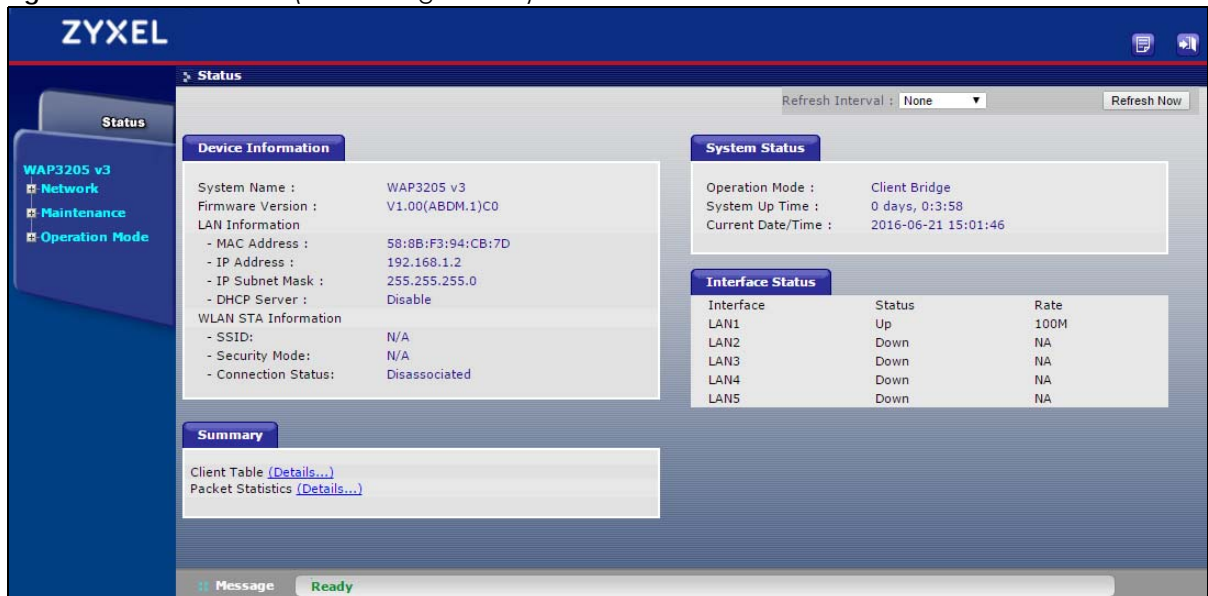 ZYXEL
Status
Refresh Interval : None
Refresh Now
Status
WAP3205 v3
Network
Maintenance
Operation Mode
Device Information
System Name : WAP3205 v3
Firmware Version : V1.00(ABDM.1)C0
LAN Information
- MAC Address : 58:8B:F3:94:CB:7D
- IP Address : 192.168.1.2
- IP Subnet Mask : 255.255.255.0
- DHCP Server : Disable
WLAN STA Information
- SSID: N/A
- Security Mode: N/A
- Connection Status: Disassociated
Summary
Client Table (Details...)
Packet Statistics (Details...)
System Status
Operation Mode : Client Bridge
System Up Time : 0 days, 0:3:58
Current Date/Time : 2016-06-21 15:01:46
Interface Status
Interface Status Rate
LAN1 Up 100M
LAN2 Down NA
LAN3 Down NA
LAN4 Down NA
LAN5 Down NA
Message Ready